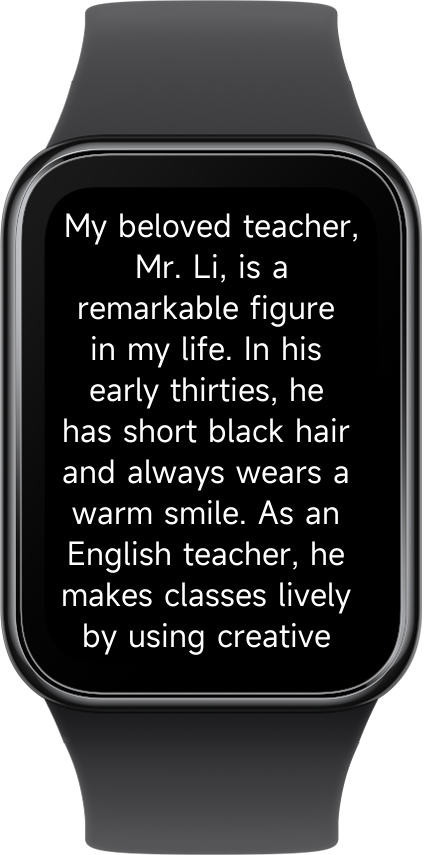 My beloved teacher,
Mr. Li, is a
remarkable figure
in my life. In his
early thirties, he
has short black hair
and always wears a
warm smile. As an
English teacher, he
makes classes lively
by using creative